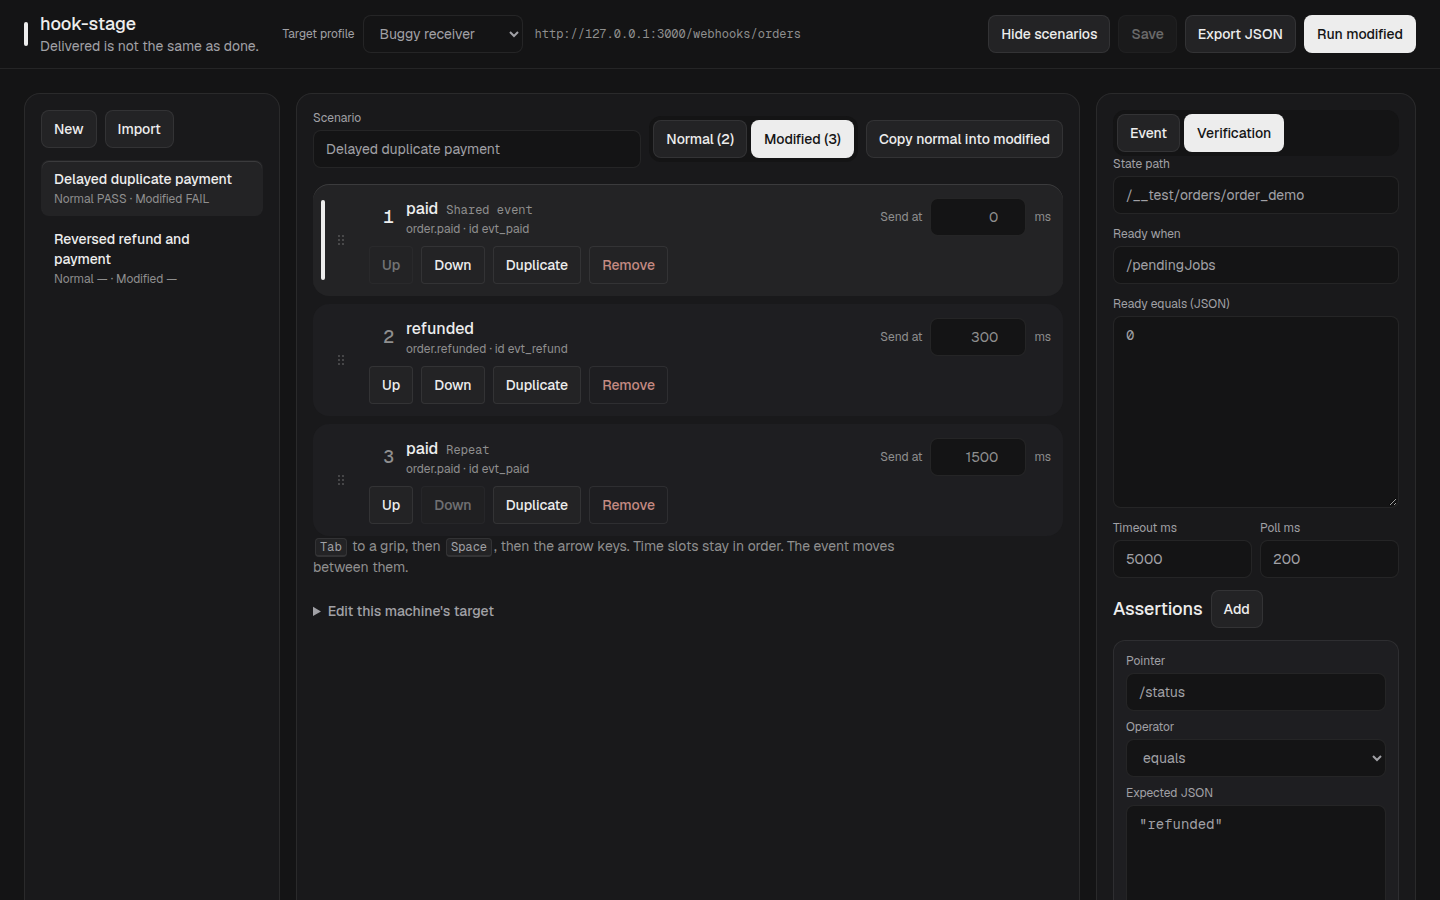 hook-stage
Delivered is not the same as done.
Target profile
Buggy receiver
http://127.0.0.1:3000/webhooks/orders
Hide scenarios
Save
Export JSON
Run modified
New
Import
Delayed duplicate payment
Normal PASS · Modified FAIL
Reversed refund and
payment
Normal — · Modified —
Scenario
Delayed duplicate payment
Normal (2)
Modified (3)
Copy normal into modified
1
paid Shared event
order.paid · id evt_paid
Send at 0 ms
Up
Down
Duplicate
Remove
2
refunded
order.refunded · id evt_refund
Send at 300 ms
Up
Down
Duplicate
Remove
3
paid Repeat
order.paid · id evt_paid
Send at 1500 ms
Up
Down
Duplicate
Remove
Tab to a grip, then Space, then the arrow keys. Time slots stay in order. The event moves
between them.
Edit this machine's target
Event
Verification
State path
/__test/orders/order_demo
Ready when
/pendingJobs
Ready equals (JSON)
0
Timeout ms
Poll ms
5000
200
Assertions
Add
Pointer
/status
Operator
equals
Expected JSON
"refunded"